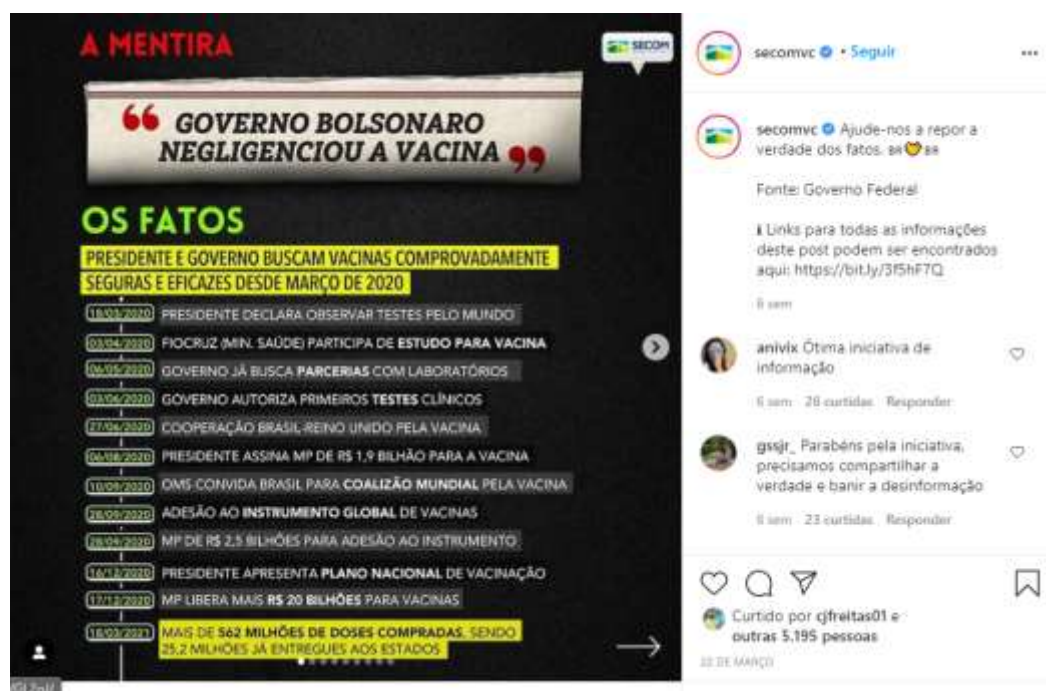 A MENTIRA
SECOM
“ GOVERNO BOLSONARO
NEGLIGENCIOU A VACINA ”
OS FATOS
PRESIDENTE E GOVERNO BUSCAM VACINAS COMPROVADAMENTE
SEGURAS E EFICAZES DESDE MARÇO DE 2020
18/03/2020 PRESIDENTE DECLARA OBSERVAR TESTES PELO MUNDO
03/04/2020 FIOCRUZ (MIN. SAÚDE) PARTICIPA DE ESTUDO PARA VACINA
06/05/2020 GOVERNO JÁ BUSCA PARCERIAS COM LABORATÓRIOS
03/06/2020 GOVERNO AUTORIZA PRIMEIROS TESTES CLÍNICOS
27/06/2020 COOPERAÇÃO BRASIL-REINO UNIDO PELA VACINA
06/08/2020 PRESIDENTE ASSINA MP DE R$ 1,9 BILHÃO PARA A VACINA
10/09/2020 OMS CONVIDA BRASIL PARA COALIZÃO MUNDIAL PELA VACINA
28/09/2020 ADESÃO AO INSTRUMENTO GLOBAL DE VACINAS
28/09/2020 MP DE R$ 2,5 BILHÕES PARA ADESÃO AO INSTRUMENTO
16/12/2020 PRESIDENTE APRESENTA PLANO NACIONAL DE VACINAÇÃO
17/12/2020 MP LIBERA MAIS R$ 20 BILHÕES PARA VACINAS
18/03/2021 MAIS DE 562 MILHÕES DE DOSES COMPRADAS, SENDO
25,2 MILHÕES JÁ ENTREGUES AOS ESTADOS
secomvc • Seguir
secomvc Ajude-nos a repor a
verdade dos fatos. BR BR
Fonte: Governo Federal
Links para todas as informações
deste post podem ser encontrados
aqui: https://bit.ly/3f5hF7Q
sem
anivix Ótima iniciativa de
informação
6 sem 26 curtidas Responder
gssjr_ Parabéns pela iniciativa,
precisamos compartilhar a
verdade e banir a desinformação
sem 23 curtidas Responder
Curtido por cjfreitas01 e
outras 5.195 pessoas
22 DE MARÇO